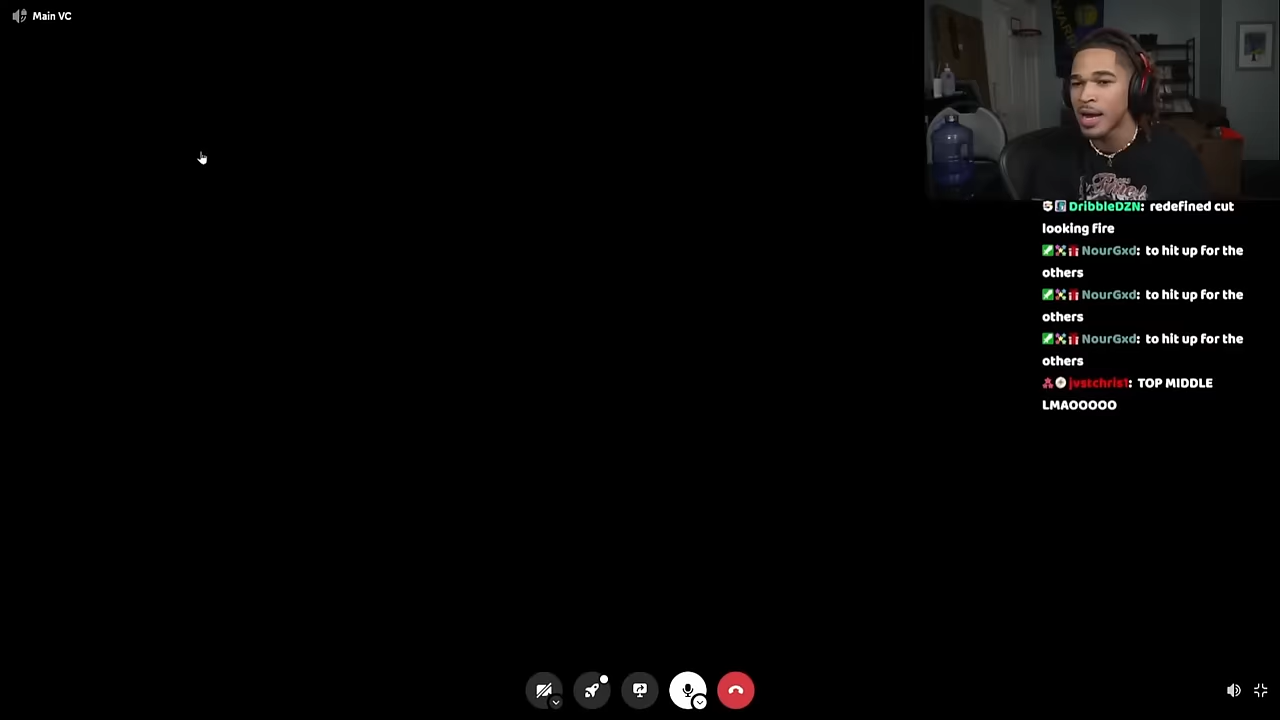 Main VC
DribbleDZN: redefined cut
looking fire
NourGxd: to hit up for the
others
NourGxd: to hit up for the
others
NourGxd: to hit up for the
others
jvstchris1: TOP MIDDLE
LMAOOOOO